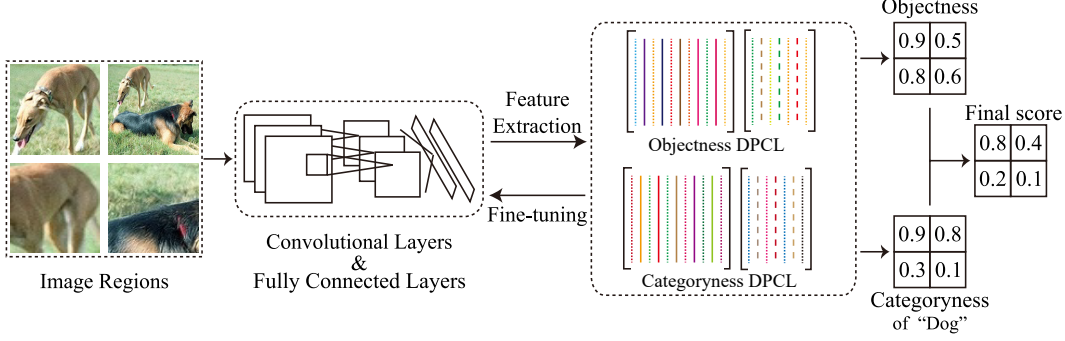 Image Regions
Convolutional Layers
&
Fully Connected Layers
Feature
Extraction
Fine-tuning
Objectness DPCL
Categoryness DPCL
Objectness
0.9 0.5
0.8 0.6
Final score
0.8 0.4
0.2 0.1
0.9 0.8
0.3 0.1
Categoryness
of “Dog”